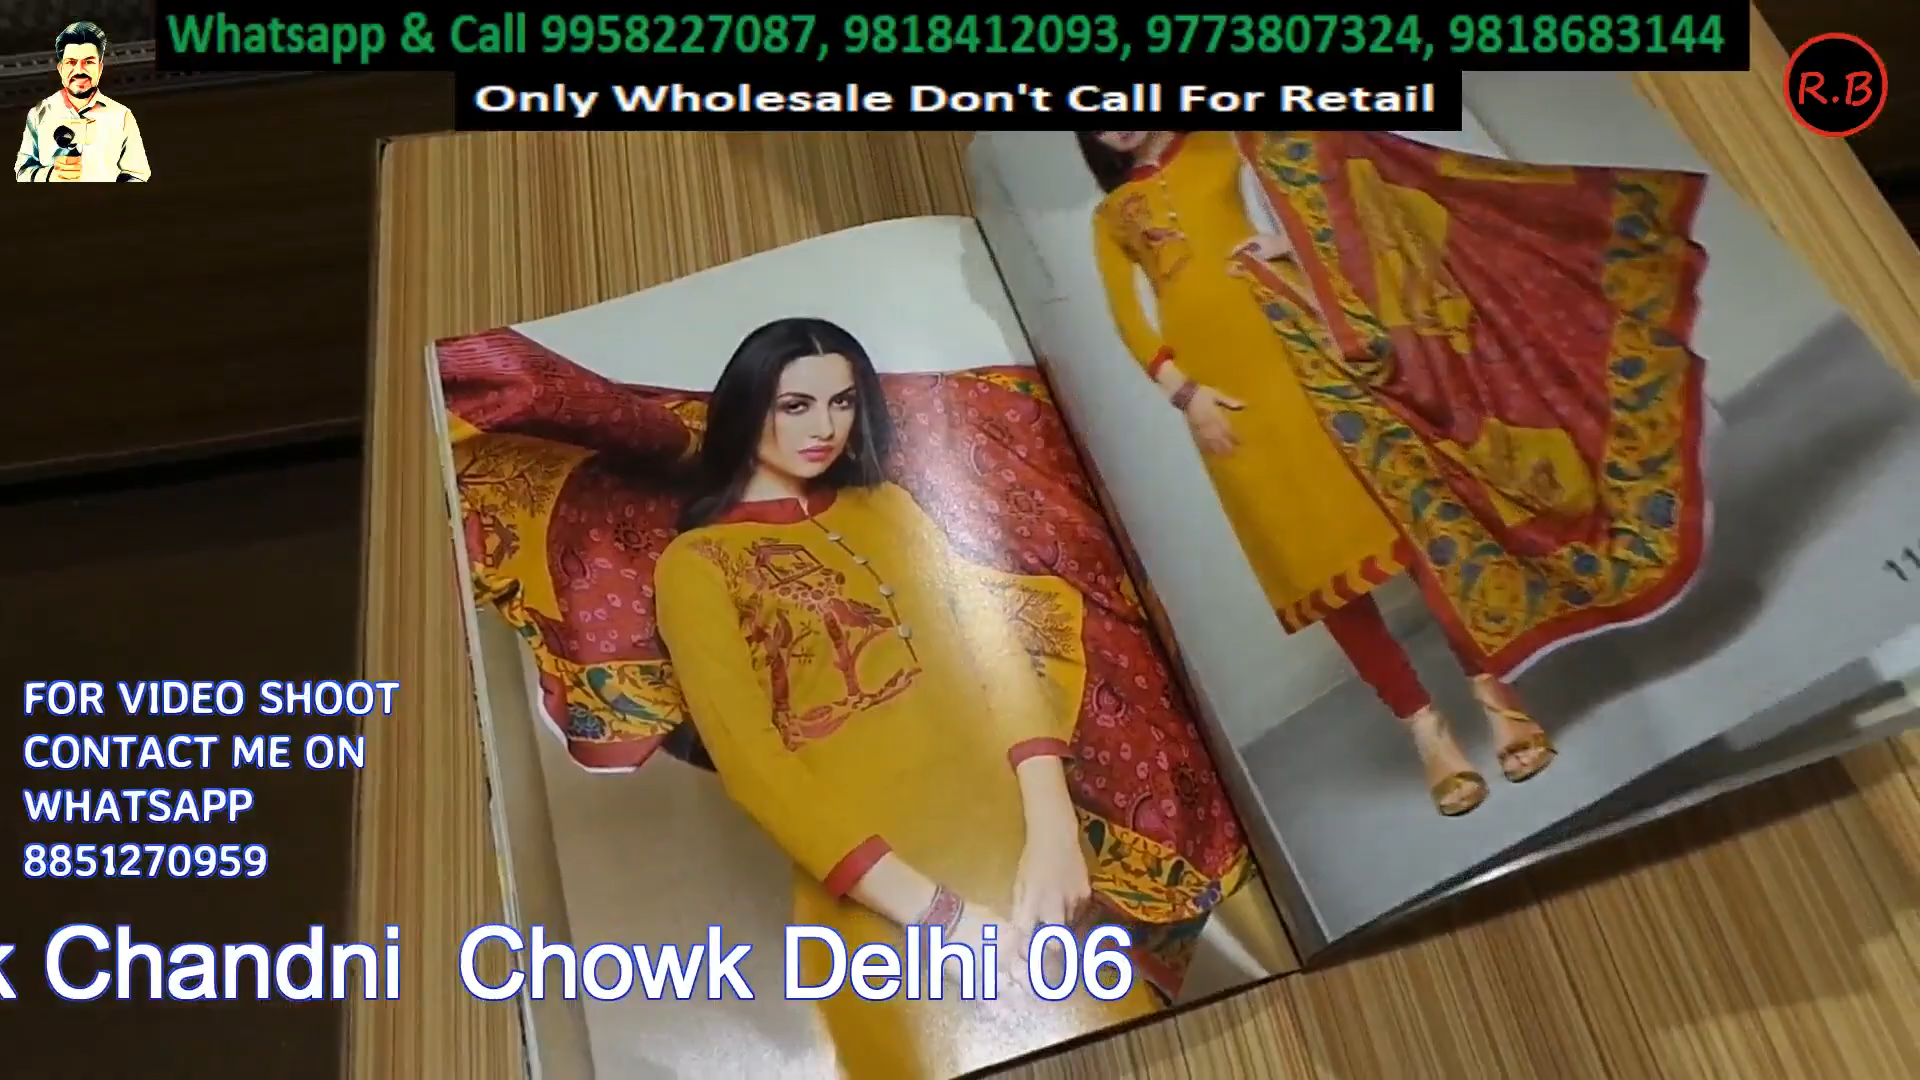 Whatsapp & Call 9958227087, 9818412093, 9773807324, 9818683144
Only Wholesale Don't Call For Retail
R.B
FOR VIDEO SHOOT
CONTACT ME ON
WHATSAPP
8851270959
k Chandni Chowk Delhi 06